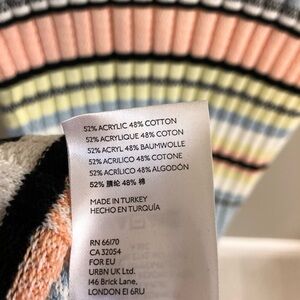 52% ACRYLIC 48% COTTON
52% ACRYLIQUE 48% COTON
52% ACRYL 48% BAUMWOLLE
52% ACRILICO 48% COTONE
52% ACRÍLICO 48% ALGODÓN
52% 腈纶 48% 棉
MADE IN TURKEY
HECHO EN TURQUÍA
RN 66170
CA 32054
FOR EU
URBN UK Ltd.
146 Brick Lane,
LONDON E1 6RU